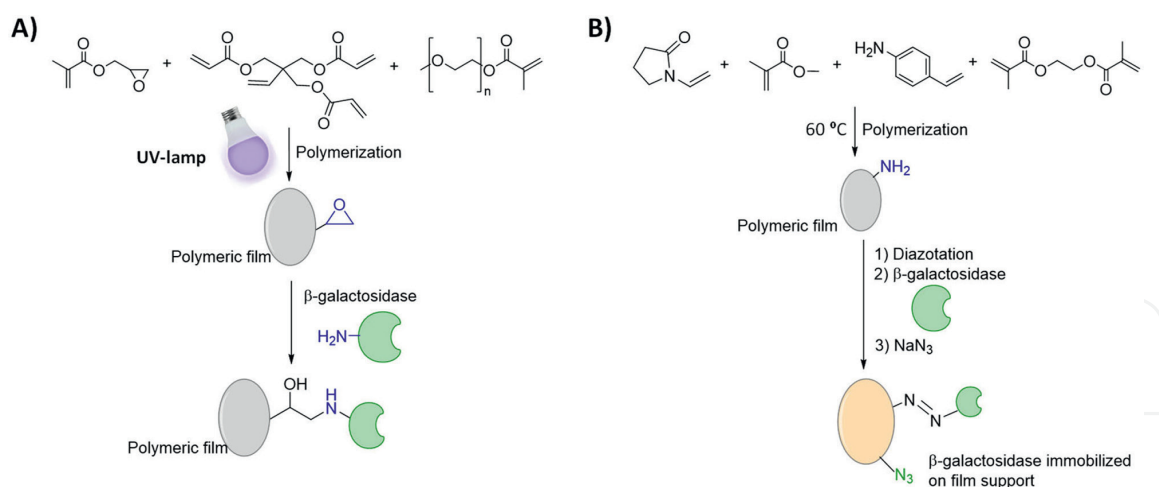 A)
O
O
O
+
O
O
O
O
O
O
+
O
n
O
O
UV-lamp
Polymerization
O
Polymeric film
β-galactosidase
H₂N
OH
H
N
Polymeric film
B)
O
N
+
O
O
+
H₂N
+
O
O
O
O
60 ºC
Polymerization
NH₂
Polymeric film
1) Diazotation
2) β-galactosidase
3) NaN₃
N
N
N₃
β-galactosidase immobilized
on film support